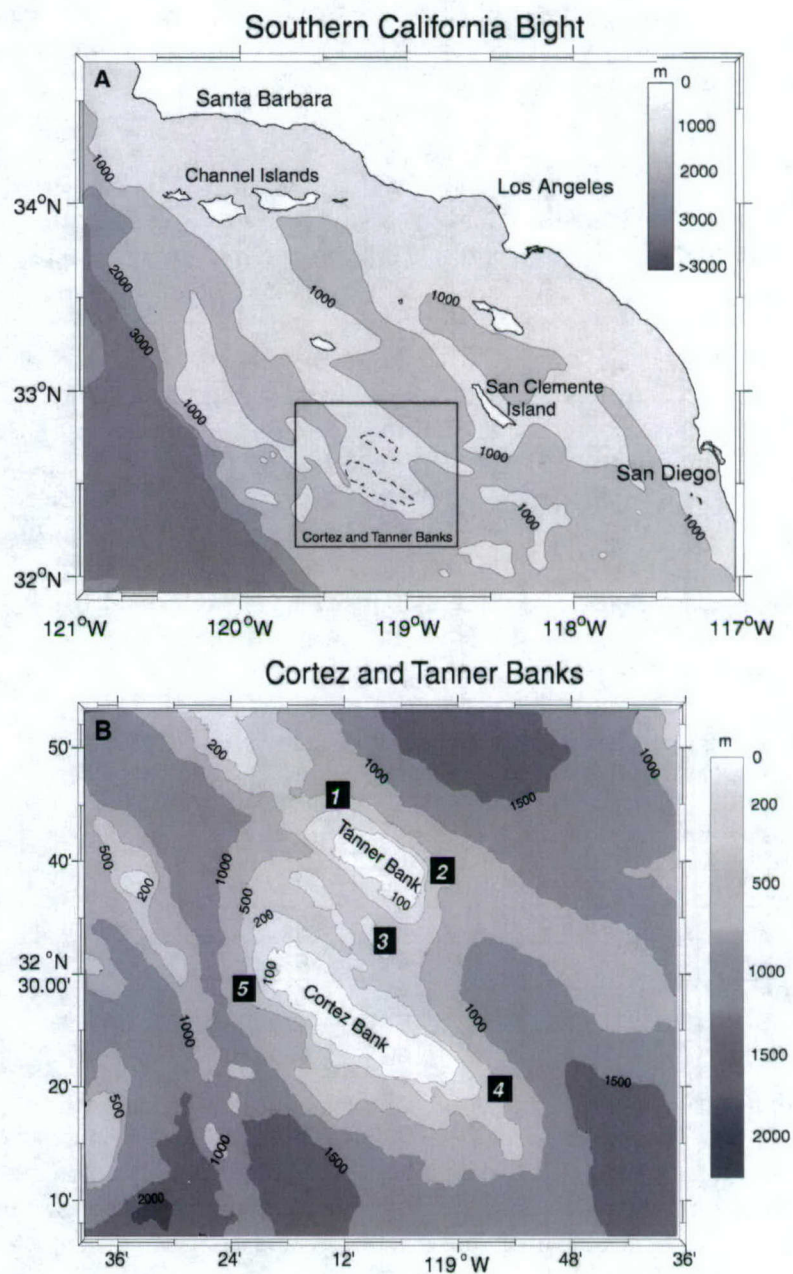 Southern California Bight
A
m
0
1000
2000
3000
>3000
Santa Barbara
Channel Islands
Los Angeles
San Clemente
Island
San Diego
Cortez and Tanner Banks
1000
2000
3000
1000
1000
1000
1000
1000
1000
34°N
33°N
32°N
121°W
120°W
119°W
118°W
117°W
Cortez and Tanner Banks
B
m
0
200
500
1000
1500
2000
50'
40'
32 °N
30.00'
20'
10'
36'
24'
12'
119° W
48'
36'
200
1000
1500
1000
1
Tanner Bank
2
100
500
200
1000
500
200
3
100
5
Cortez Bank
1000
1000
4
1500
500
1000
1500
2000